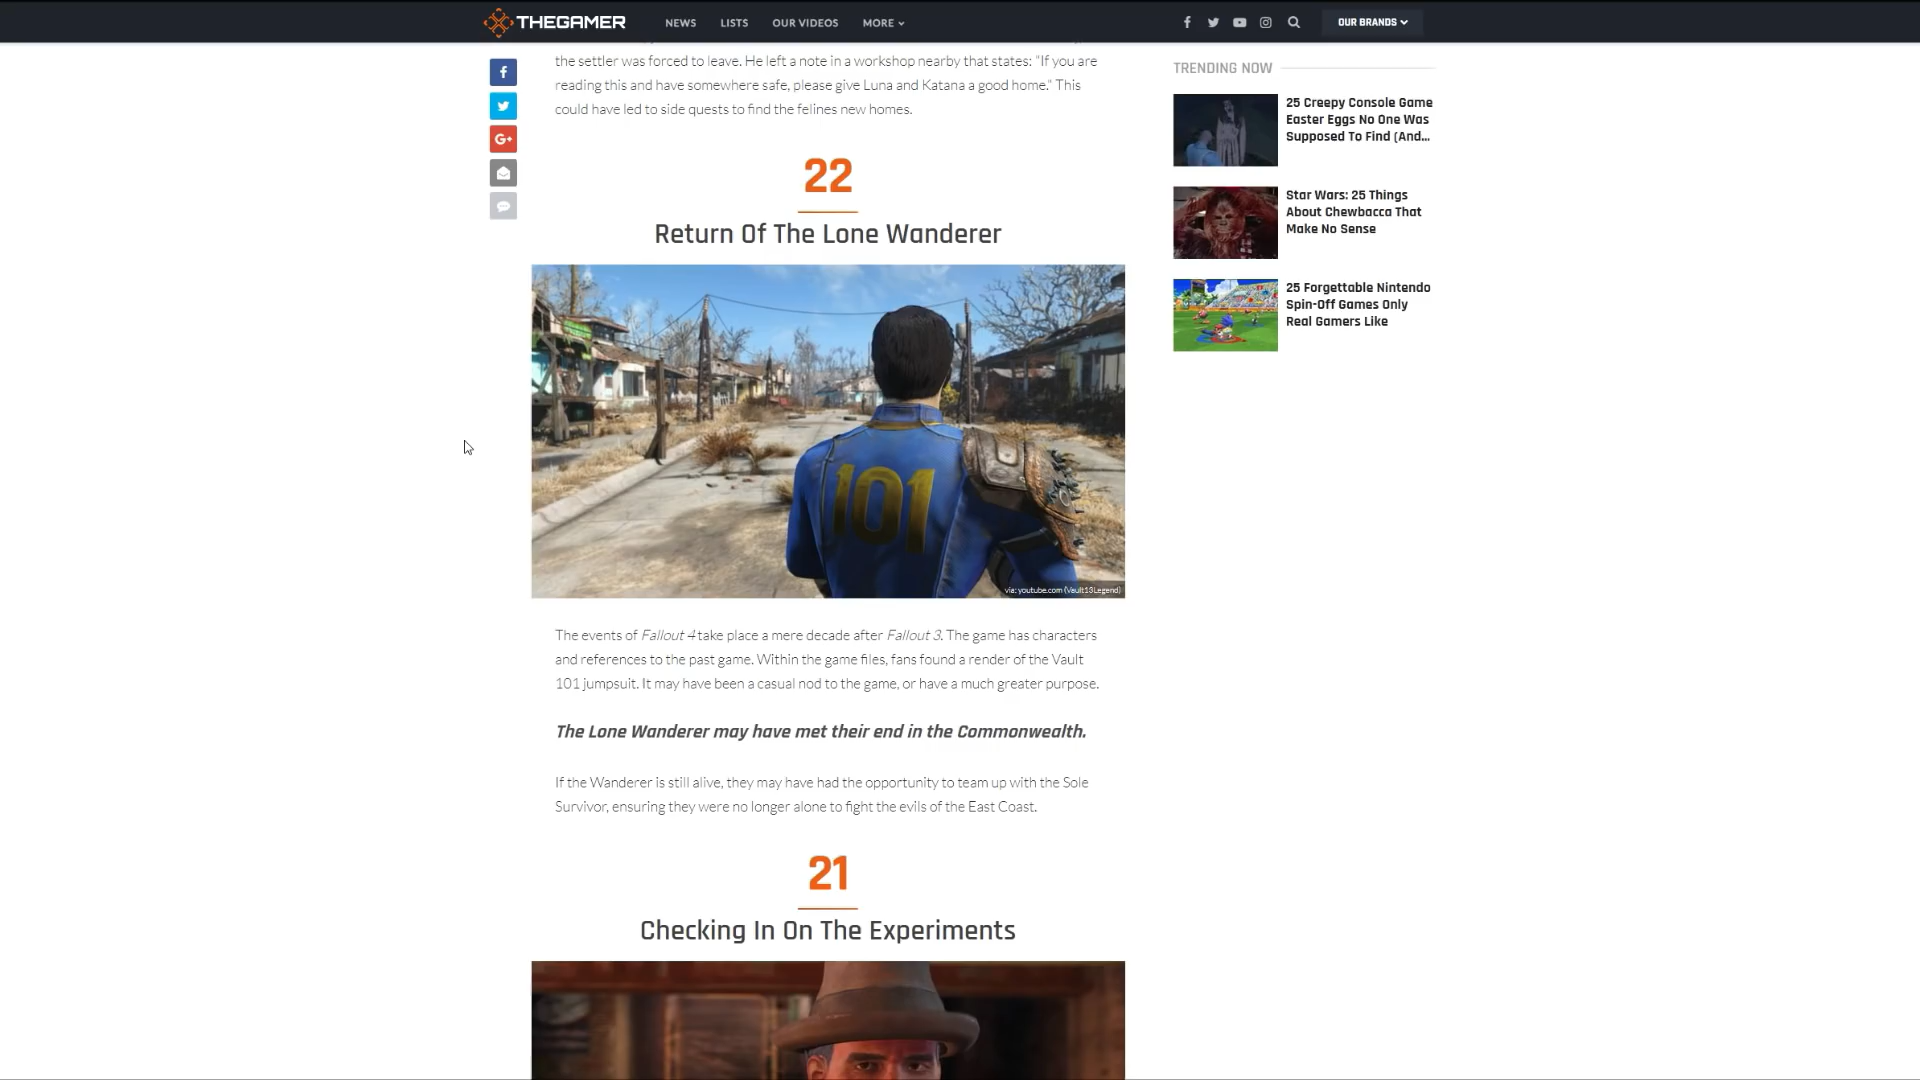 THEGAMER
NEWS
LISTS
OUR VIDEOS
MORE
OUR BRANDS
the settler was forced to leave. He left a note in a workshop nearby that states: "If you are
reading this and have somewhere safe, please give Luna and Katana a good home." This
could have led to side quests to find the felines new homes.
22
Return Of The Lone Wanderer
101
via: youtube.com (Vault13Legend)
The events of Fallout 4 take place a mere decade after Fallout 3. The game has characters
and references to the past game. Within the game files, fans found a render of the Vault
101 jumpsuit. It may have been a casual nod to the game, or have a much greater purpose.
The Lone Wanderer may have met their end in the Commonwealth.
If the Wanderer is still alive, they may have had the opportunity to team up with the Sole
Survivor, ensuring they were no longer alone to fight the evils of the East Coast.
21
Checking In On The Experiments
TRENDING NOW
25 Creepy Console Game
Easter Eggs No One Was
Supposed To Find (And...
Star Wars: 25 Things
About Chewbacca That
Make No Sense
25 Forgettable Nintendo
Spin-Off Games Only
Real Gamers Like